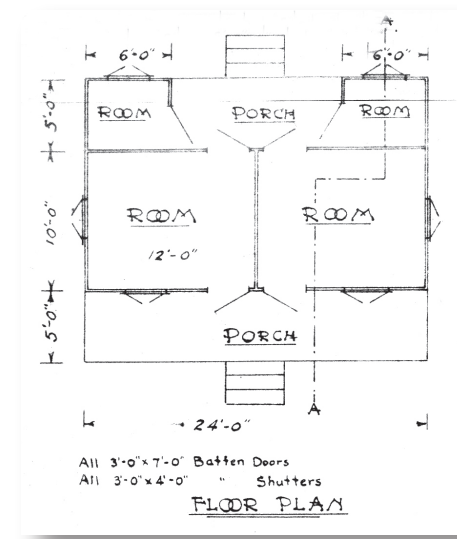 A
6'-0" 6'-0"
5'-0"
ROOM PORCH ROOM
10'-0"
ROOM ROOM
12'-0"
5'-0"
PORCH
A
24'-0"
All 3'-0" x 7'-0" Batten Doors
All 3'-0" x 4'-0" " Shutters
FLOOR PLAN